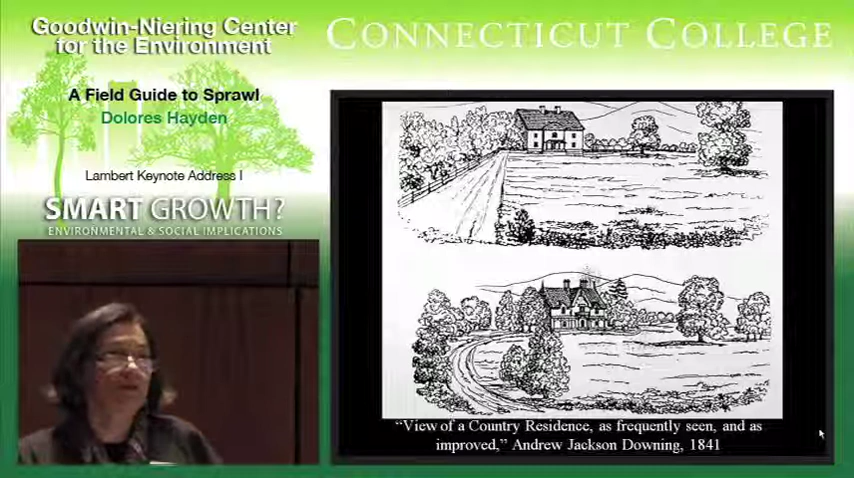 Goodwin-Niering Center
for the Environment
CONNECTICUT COLLEGE
A Field Guide to Sprawl
Dolores Hayden
Lambert Keynote Address I
SMART GROWTH?
ENVIRONMENTAL & SOCIAL IMPLICATIONS
“View of a Country Residence, as frequently seen, and as
improved,” Andrew Jackson Downing, 1841